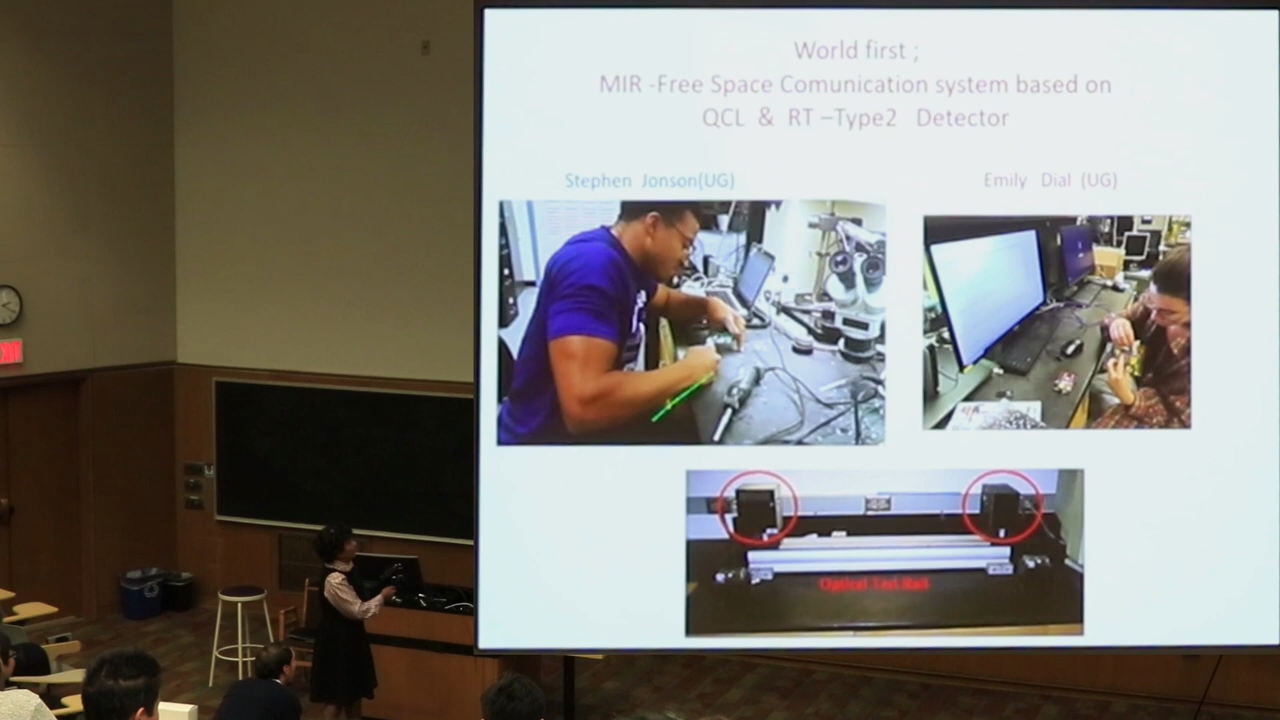 World first ;
MIR -Free Space Comunication system based on
QCL & RT –Type2 Detector
Stephen Jonson(UG)
Emily Dial (UG)
Optical Test Rail